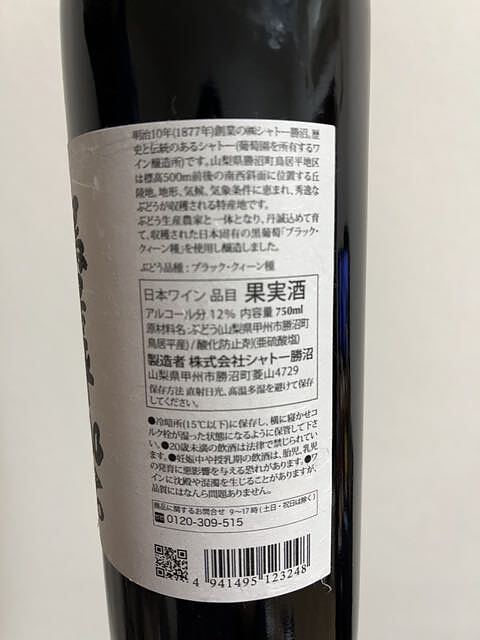 明治10年(1877年)創業の㈱シャトー勝沼。歴
史と伝統のあるシャトー(葡萄園を所有するワイ
ン醸造所)です。山梨県勝沼町鳥居平地区
は標高500m前後の南西斜面に位置する丘
陵地。地形、気候、気象条件に恵まれ、秀逸な
ぶどうが収穫される特産地です。
ぶどう生産農家と一体となり、丹誠込めて育
て、収穫された日本固有の黒葡萄「ブラック・
クィーン種」を使用し醸造しました。
ぶどう品種：ブラック・クィーン種
日本ワイン 品目 果実酒
アルコール分 12% 内容量 750ml
原材料名:ぶどう(山梨県甲州市勝沼町
鳥居平産)/酸化防止剤(亜硫酸塩)
製造者 株式会社シャトー勝沼
山梨県甲州市勝沼町菱山4729
保存方法 直射日光、高温多湿を避けて保存
してください。
●冷暗所(15℃以下)に保存し、横に寝かせコ
ルク栓が湿った状態になるように保管して下さ
い。●20歳未満の飲酒は法律で禁じられてい
ます。●妊娠中や授乳期の飲酒は、胎児、乳児
の発育に悪影響を与える恐れがあります。●ワ
インに沈殿や混濁を生じることがありますが、
品質にはなんら問題ありません。
商品に関するお問合せ 9～17時(土日・祝日は除く)
0120-309-515
4 941495 123248